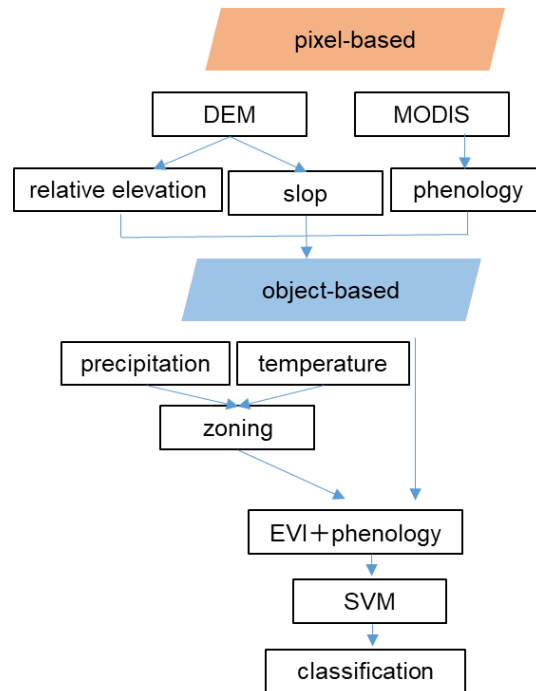 pixel-based
DEM
MODIS
relative elevation
slop
phenology
object-based
precipitation
temperature
zoning
EVI＋phenology
SVM
classification